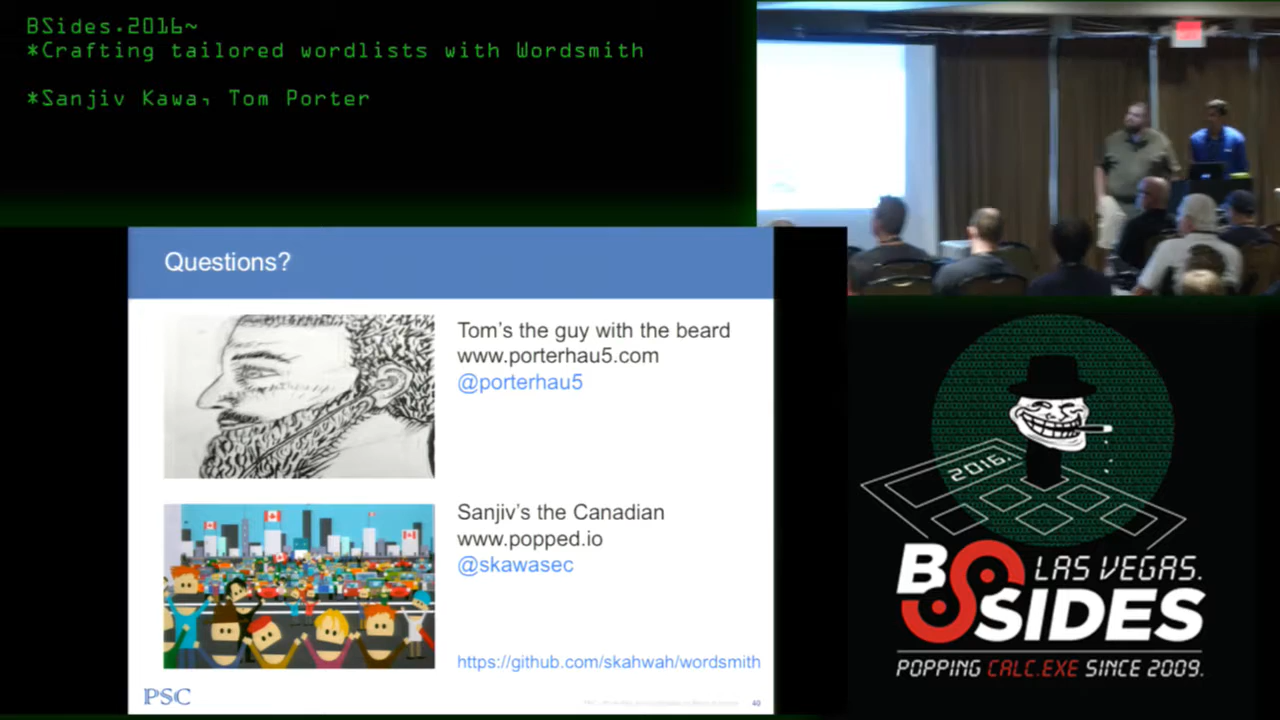 BSides.2016~
*Crafting tailored wordlists with Wordsmith
*Sanjiv Kawa, Tom Porter
Questions?
Tom's the guy with the beard
www.porterhau5.com
@porterhau5
Sanjiv's the Canadian
www.popped.io
@skawasec
https://github.com/skahwah/wordsmith
PSC
40
2016.
BSIDES
LAS VEGAS.
POPPING CALC.EXE SINCE 2009.